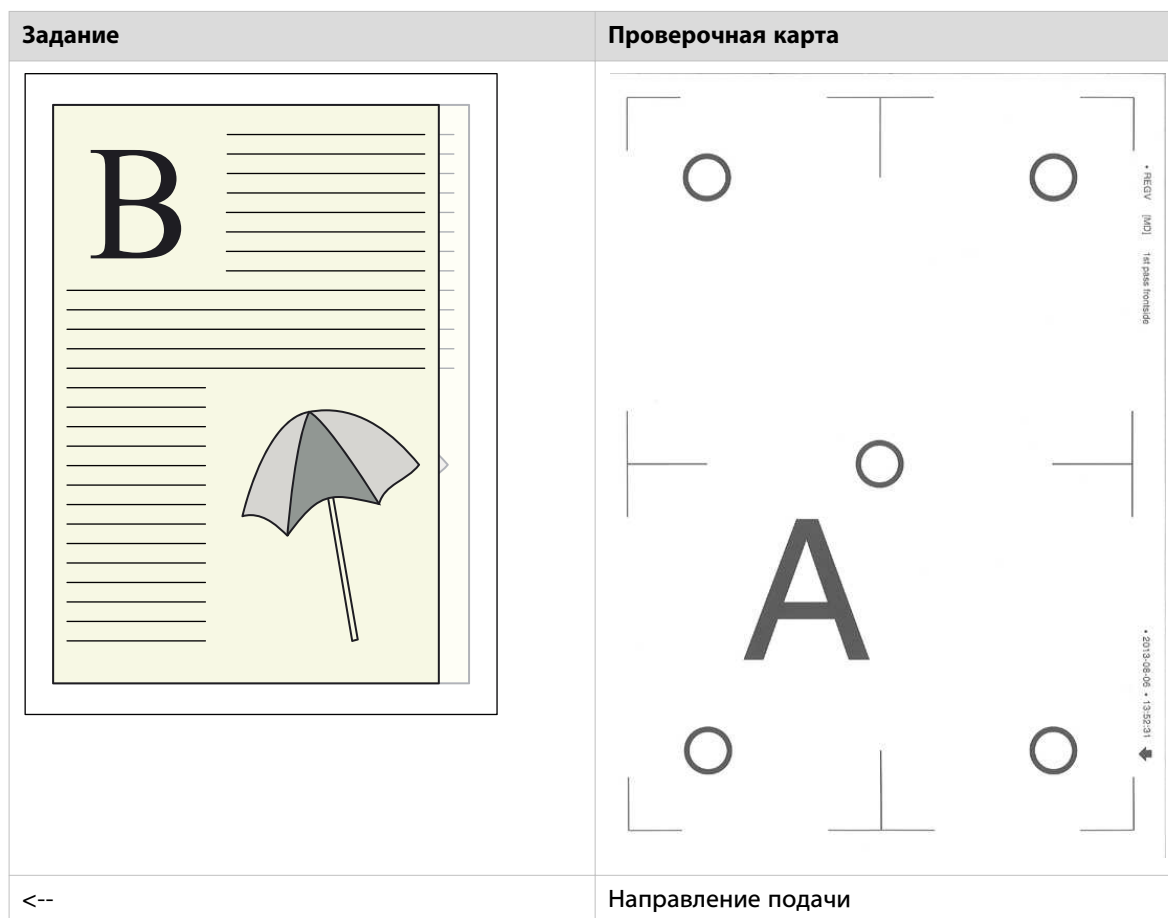 Задание
Проверочная карта
B
• REGV [MD] 1st pass frontside
A
• 2013-08-06 • 13:52:31
<--
Направление подачи